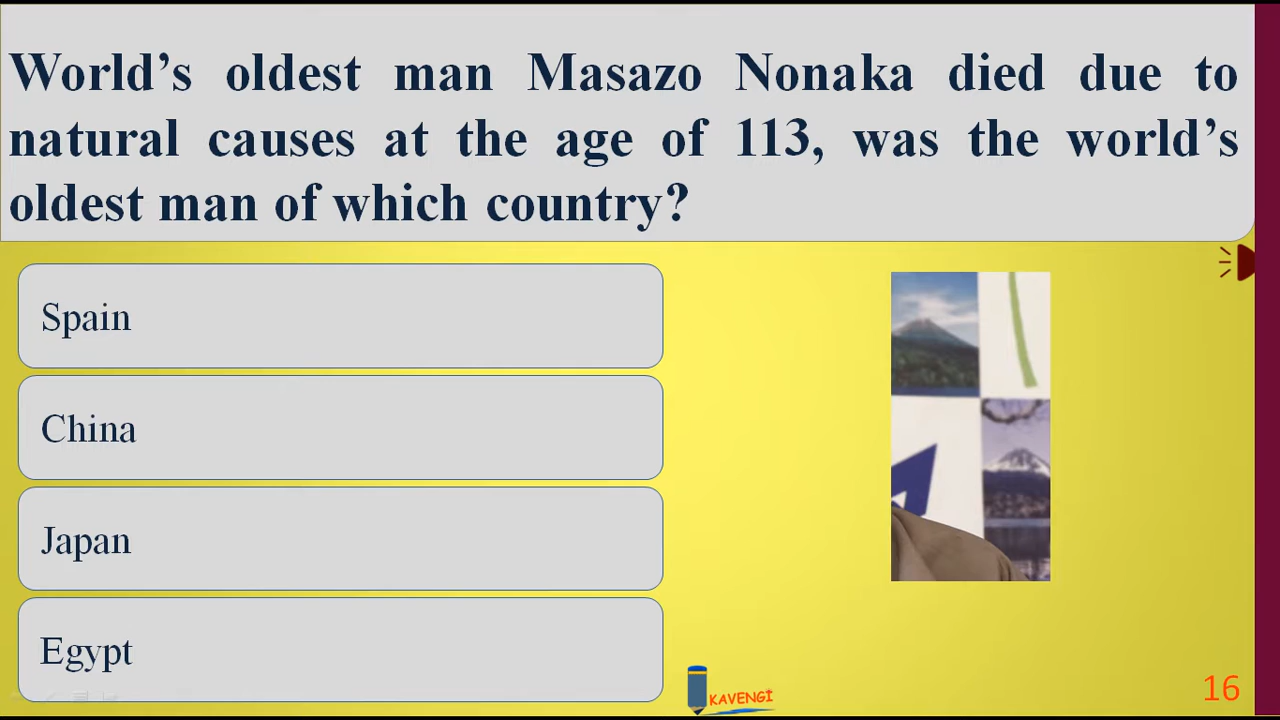 World’s oldest man Masazo Nonaka died due to
natural causes at the age of 113, was the world’s
oldest man of which country?
Spain
China
Japan
Egypt
KAVENGI
16